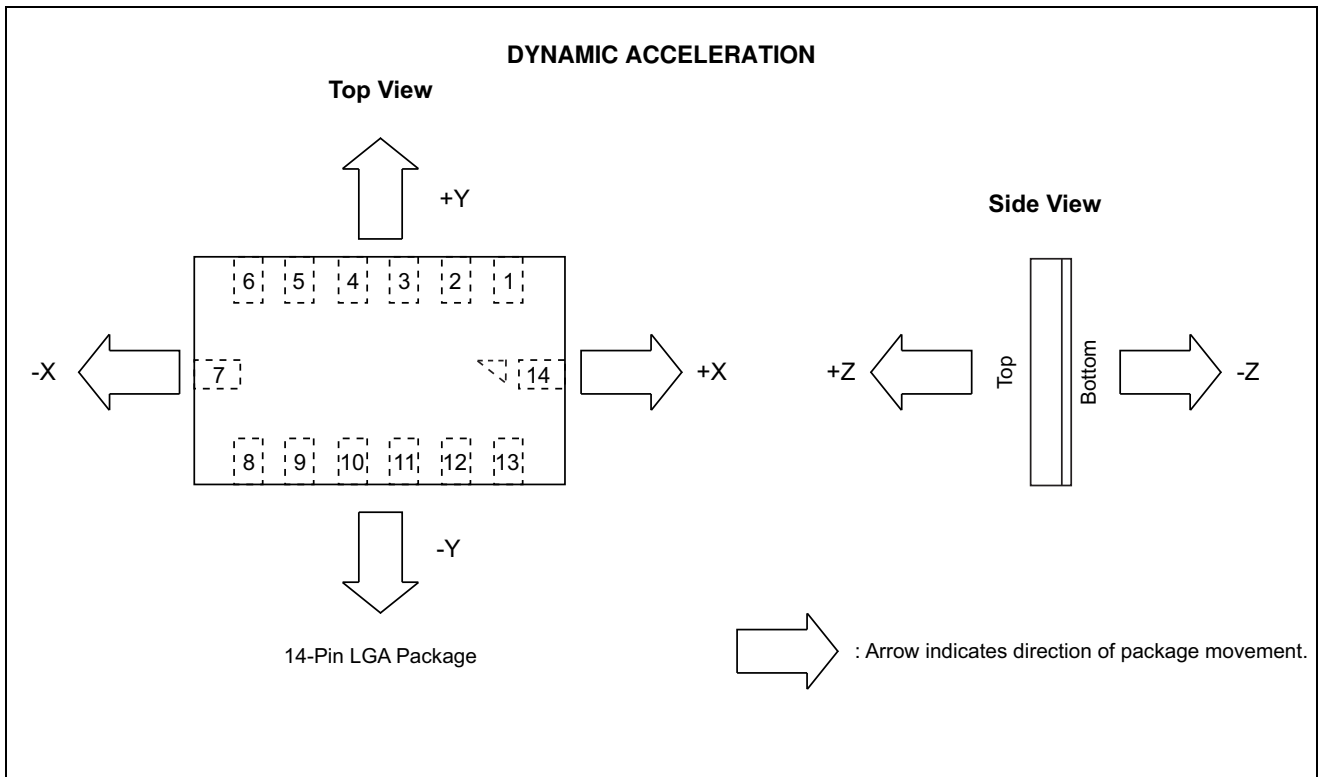 DYNAMIC ACCELERATION
Top View
+Y
Side View
6 5 4 3 2 1
-X
7
14
+X
+Z
Top
Bottom
-Z
8 9 10 11 12 13
-Y
14-Pin LGA Package
: Arrow indicates direction of package movement.